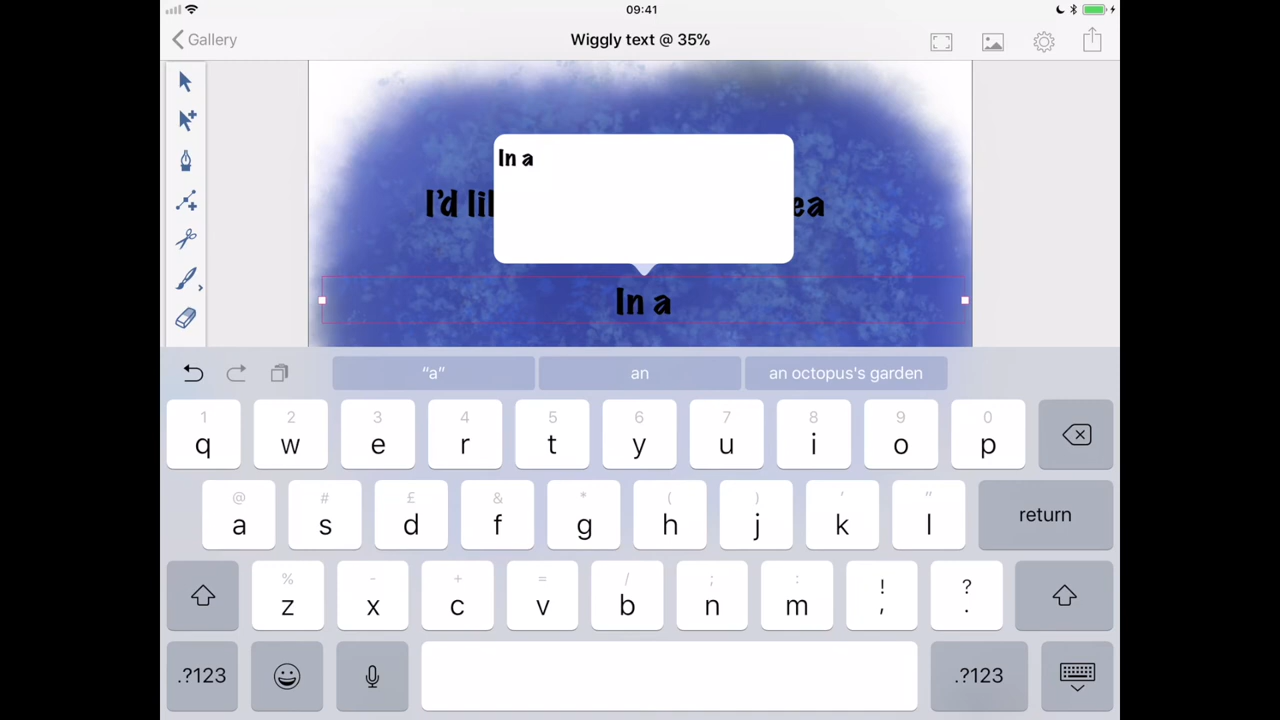 09:41
Gallery
Wiggly text @ 35%
In a
I'd lil
ea
In a
“a”
an
an octopus's garden
1 2 3 4 5 6 7 8 9 0
q w e r t y u i o p
@ # £ & * ( ) ' "
a s d f g h j k l
return
% - + = / ; : ! ?
z x c v b n m , .
.?123
.?123